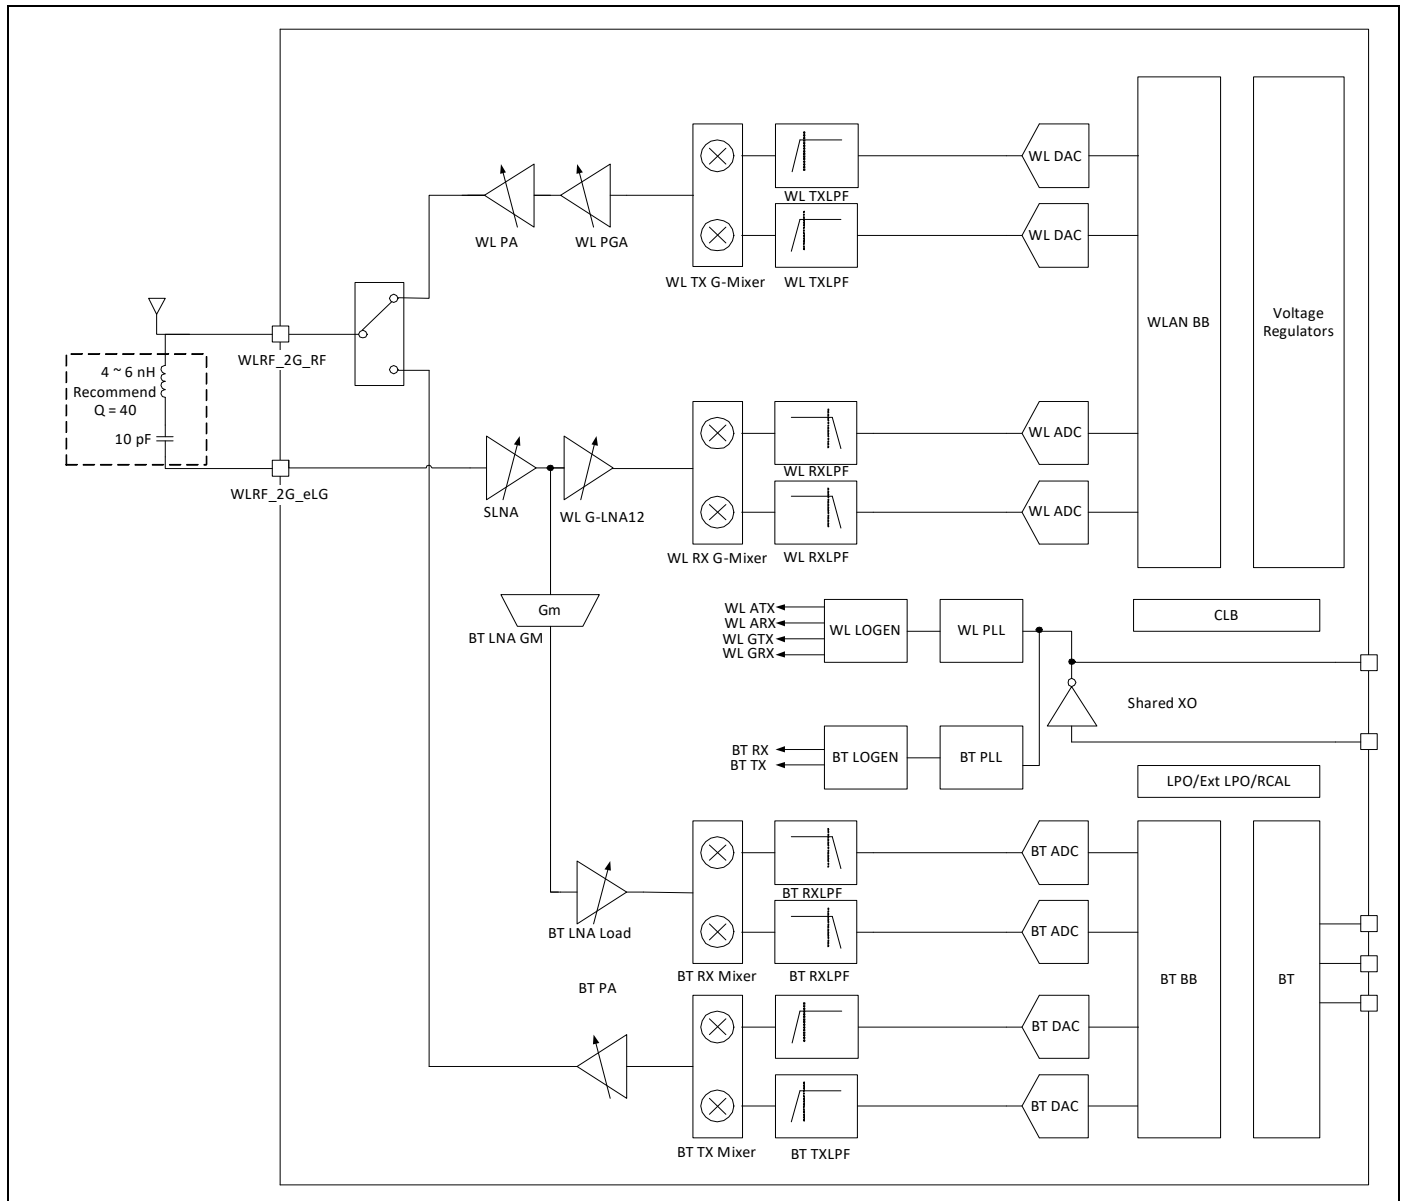 WL DAC
WL TXLPF
WL DAC
WL PA
WL PGA
WL TX G-Mixer
WL TXLPF
WLAN BB
Voltage
Regulators
WLRF_2G_RF
4 ~ 6 nH
Recommend
Q = 40
10 pF
WLRF_2G_eLG
WL ADC
WL RXLPF
WL ADC
SLNA
WL G-LNA12
WL RX G-Mixer
WL RXLPF
Gm
BT LNA GM
WL ATX
WL ARX
WL GTX
WL GRX
WL LOGEN
WL PLL
CLB
Shared XO
BT RX
BT TX
BT LOGEN
BT PLL
LPO/Ext LPO/RCAL
BT ADC
BT RXLPF
BT ADC
BT LNA Load
BT RX Mixer
BT RXLPF
BT BB
BT
BT PA
BT DAC
BT DAC
BT TX Mixer
BT TXLPF